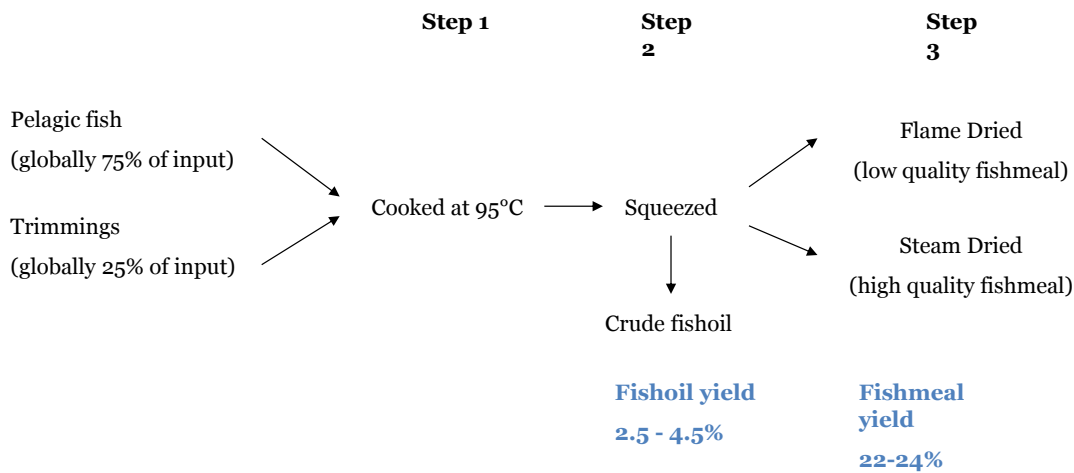 Step 1
Step
2
Step
3
Pelagic fish
(globally 75% of input)
Trimmings
(globally 25% of input)
Cooked at 95°C
Squeezed
Crude fishoil
Flame Dried
(low quality fishmeal)
Steam Dried
(high quality fishmeal)
Fishoil yield
2.5 - 4.5%
Fishmeal
yield
22-24%